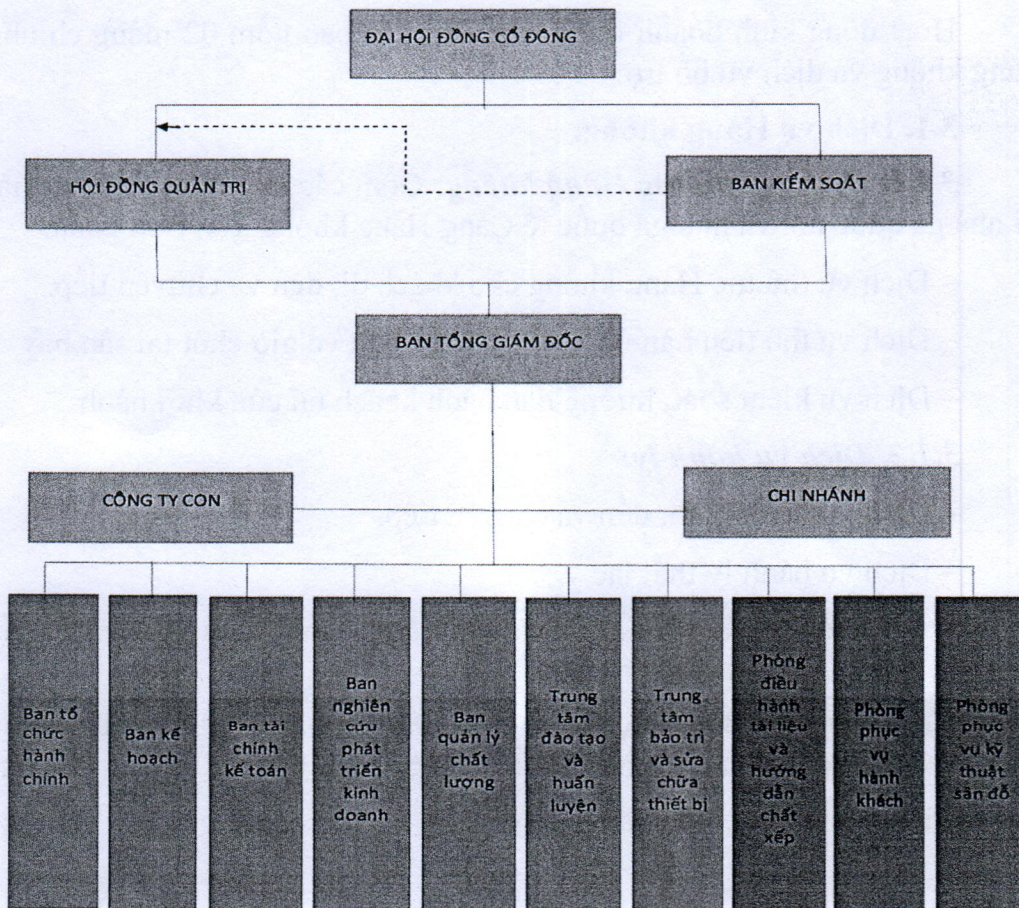 ĐẠI HỘI ĐỒNG CỔ ĐÔNG
HỘI ĐỒNG QUẢN TRỊ
BAN KIỂM SOÁT
BAN TỔNG GIÁM ĐỐC
CÔNG TY CON
CHI NHÁNH
Ban tổ
chức
hành
chính
Ban kế
hoạch
Ban tài
chính
kế toán
Ban
nghiên
cứu
phát
triển
kinh
doanh
Ban
quản lý
chất
lượng
Trung
tâm
đào tạo
và
huấn
luyện
Trung
tâm
bảo trì
và sửa
chữa
thiết bị
Phòng
điều
hành
tài liệu
và
hướng
dẫn
chất
xếp
Phòng
phục
vụ
hành
khách
Phòng
phục
vụ kỹ
thuật
sân đỗ